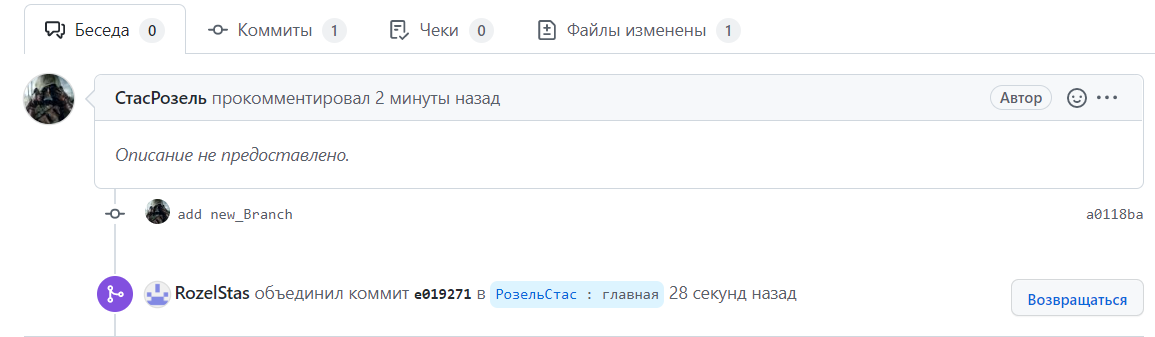 Беседа 0 Коммиты 1 Чеки 0 Файлы изменены 1
СтасРозель прокомментировал 2 минуты назад Автор
Описание не предоставлено.
add new_Branch a0118ba
RozelStas объединил коммит e019271 в РозельСтас : главная 28 секунд назад Возвращаться